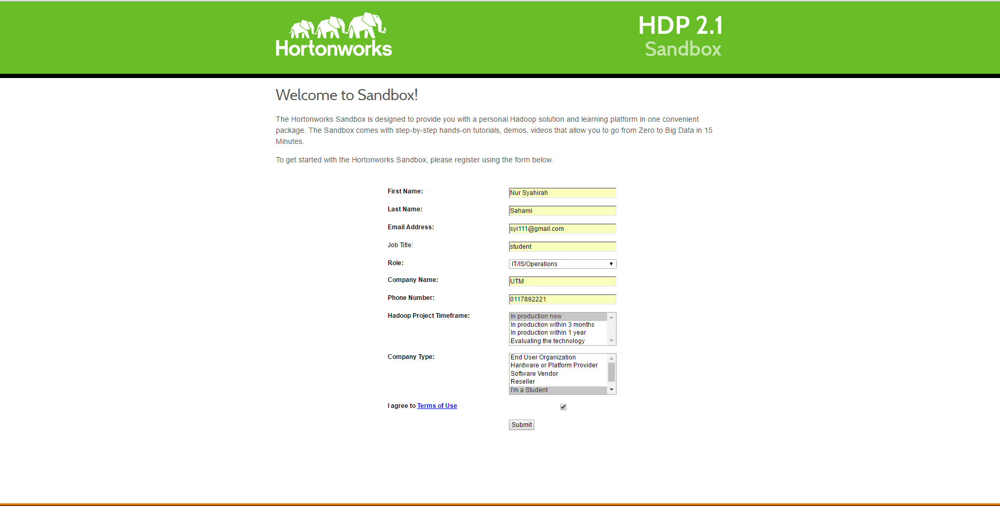 Hortonworks
HDP 2.1
Sandbox
Welcome to Sandbox!
The Hortonworks Sandbox is designed to provide you with a personal Hadoop solution and learning platform in one convenient
package. The Sandbox comes with step-by-step hands-on tutorials, demos, videos that allow you to go from Zero to Big Data in 15
Minutes.
To get started with the Hortonworks Sandbox, please register using the form below.
First Name: Nur Syahirah
Last Name: Sahami
Email Address: syi111@gmail.com
Job Title: student
Role: IT/IS/Operations
Company Name: UTM
Phone Number: 0117892221
Hadoop Project Timeframe: In production now
In production within 3 months
In production within 1 year
Evaluating the technology
Company Type: End User Organization
Hardware or Platform Provider
Software Vendor
Reseller
I'm a Student
I agree to Terms of Use
Submit